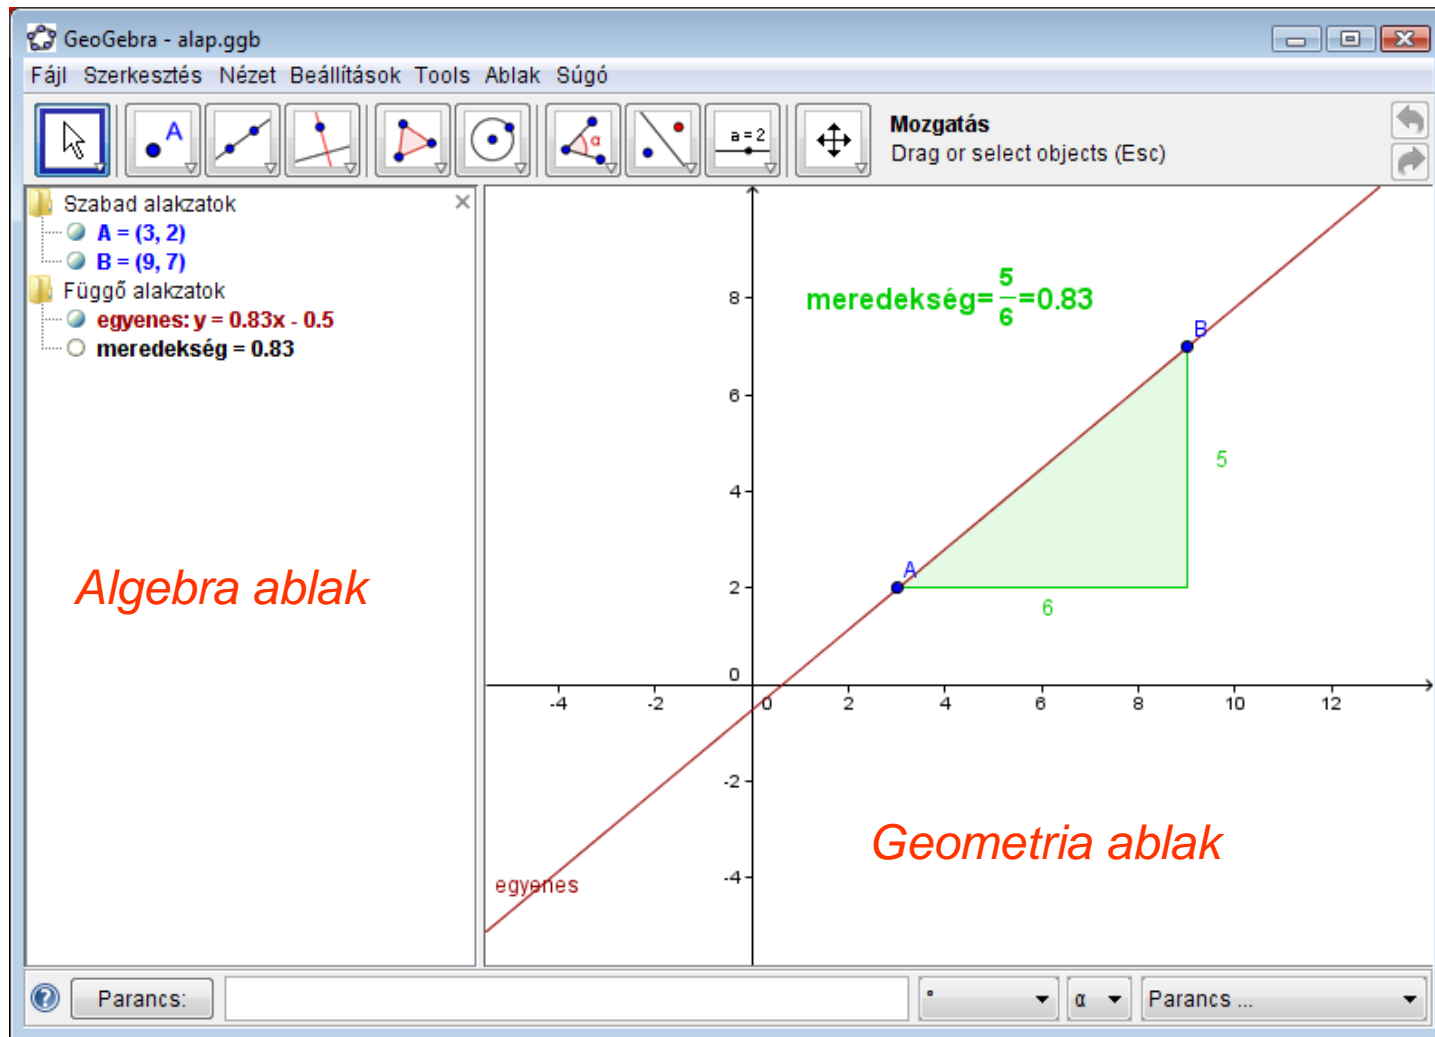 GeoGebra - alap.ggb
Fájl Szerkesztés Nézet Beállítások Tools Ablak Súgó
A
α
a = 2
Mozgatás
Drag or select objects (Esc)
Szabad alakzatok
A = (3, 2)
B = (9, 7)
Függő alakzatok
egyenes: y = 0.83x - 0.5
meredekség = 0.83
Algebra ablak
meredekség=5/6=0.83
8
6
4
2
0
-2
-4
-4 -2 0 2 4 6 8 10 12
B
5
A
6
Geometria ablak
egyenes
Parancs:
° α Parancs ...